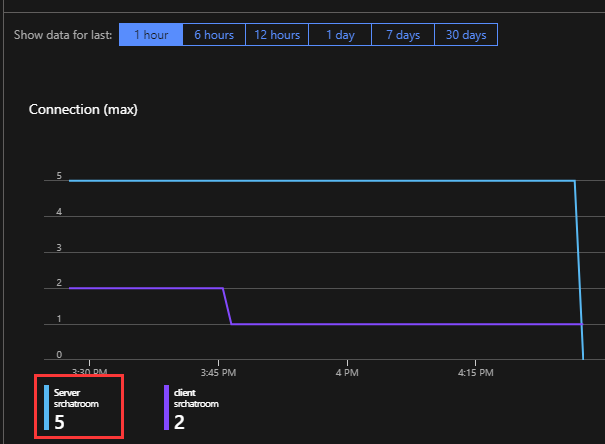 Show data for last: 1 hour 6 hours 12 hours 1 day 7 days 30 days
Connection (max)
5
4
3
2
1
0
3:30 PM 3:45 PM 4 PM 4:15 PM
Server client
srchatroom srchatroom
5 2